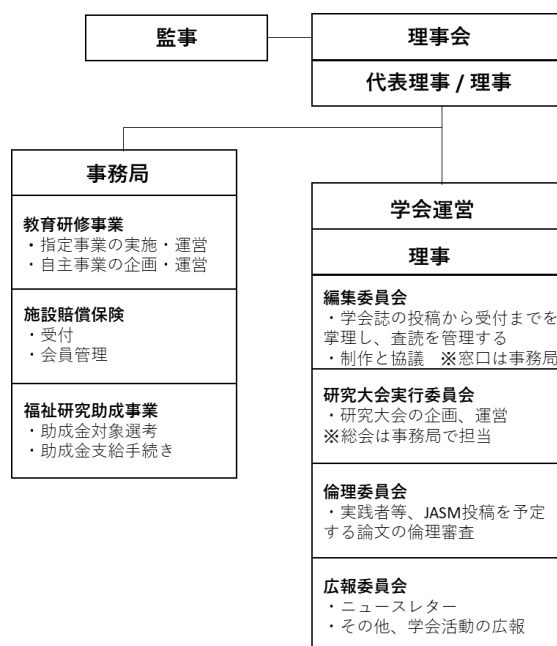 監事
理事会
代表理事 / 理事
事務局
教育研修事業
・指定事業の実施・運営
・自主事業の企画・運営
施設賠償保険
・受付
・会員管理
福祉研究助成事業
・助成金対象選考
・助成金支給手続き
学会運営
理事
編集委員会
・学会誌の投稿から受付までを
掌理し、査読を管理する
・制作と協議　※窓口は事務局
研究大会実行委員会
・研究大会の企画、運営
※総会は事務局で担当
倫理委員会
・実践者等、JASM投稿を予定
する論文の倫理審査
広報委員会
・ニュースレター
・その他、学会活動の広報